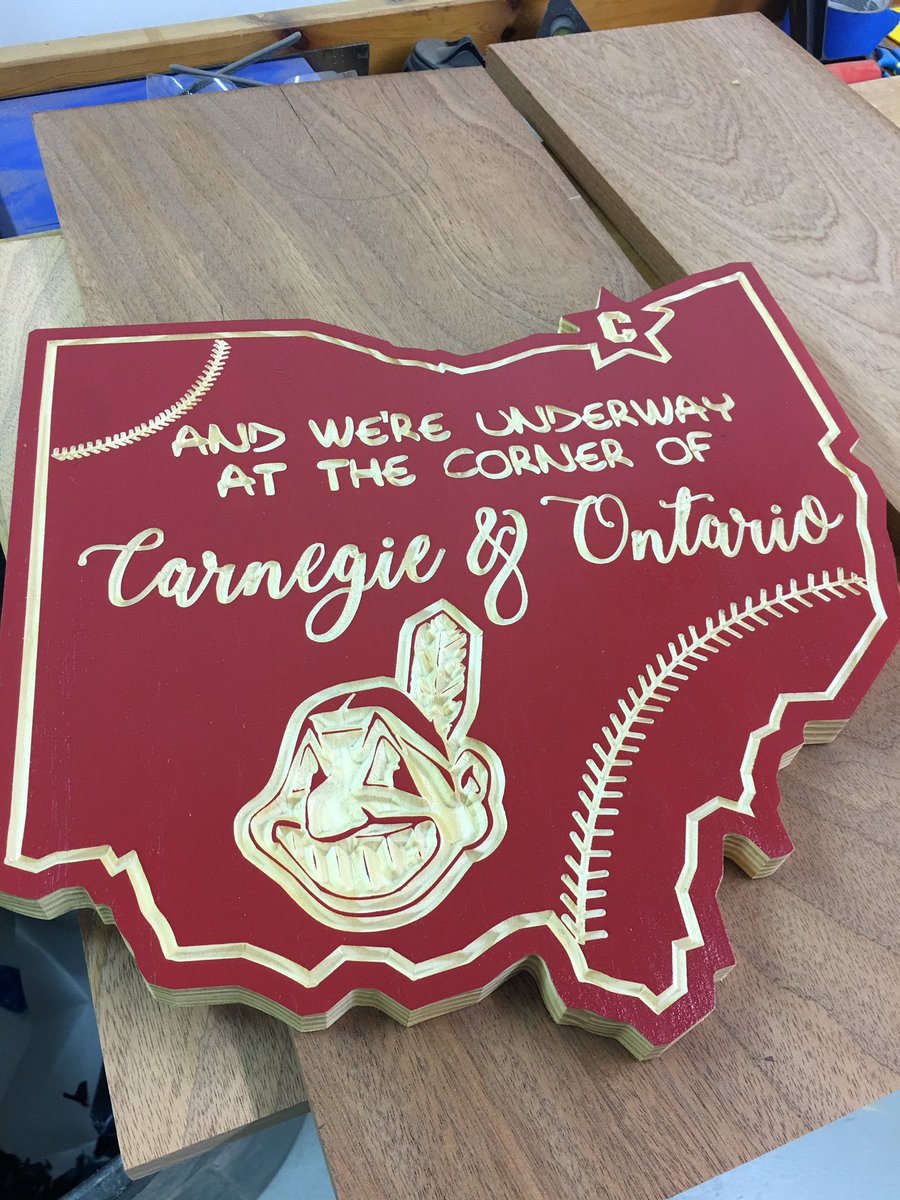 C
AND WE'RE UNDERWAY
AT THE CORNER OF
Carnegie & Ontario